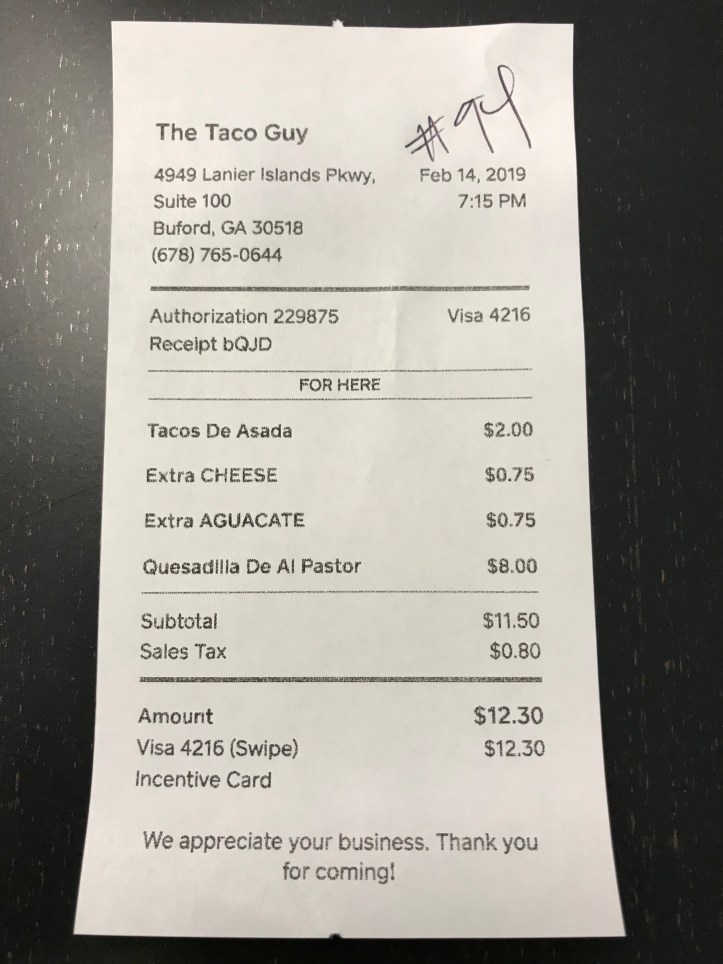 #94
The Taco Guy
4949 Lanier Islands Pkwy, Feb 14, 2019
Suite 100 7:15 PM
Buford, GA 30518
(678) 765-0644
Authorization 229875 Visa 4216
Receipt bQJD
FOR HERE
Tacos De Asada $2.00
Extra CHEESE $0.75
Extra AGUACATE $0.75
Quesadilla De Al Pastor $8.00
Subtotal $11.50
Sales Tax $0.80
Amount $12.30
Visa 4216 (Swipe) $12.30
Incentive Card
We appreciate your business. Thank you
for coming!